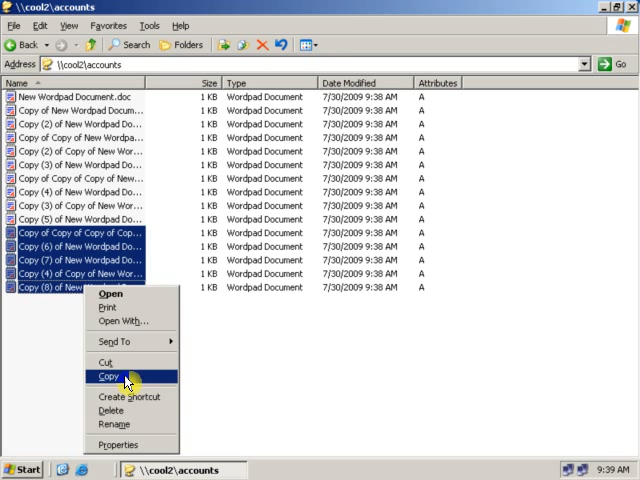 \\cool2\accounts
File Edit View Favorites Tools Help
Back Search Folders
Address \\cool2\accounts Go
Name Size Type Date Modified Attributes
New Wordpad Document.doc 1 KB Wordpad Document 7/30/2009 9:38 AM A
Copy of New Wordpad Docum... 1 KB Wordpad Document 7/30/2009 9:38 AM A
Copy (2) of New Wordpad Do... 1 KB Wordpad Document 7/30/2009 9:38 AM A
Copy of Copy of New Wordpa... 1 KB Wordpad Document 7/30/2009 9:38 AM A
Copy (2) of Copy of New Wor... 1 KB Wordpad Document 7/30/2009 9:38 AM A
Copy (3) of New Wordpad Do... 1 KB Wordpad Document 7/30/2009 9:38 AM A
Copy of Copy of Copy of New... 1 KB Wordpad Document 7/30/2009 9:38 AM A
Copy (4) of New Wordpad Do... 1 KB Wordpad Document 7/30/2009 9:38 AM A
Copy (3) of Copy of New Wor... 1 KB Wordpad Document 7/30/2009 9:38 AM A
Copy (5) of New Wordpad Do... 1 KB Wordpad Document 7/30/2009 9:38 AM A
Copy of Copy of Copy of Cop... 1 KB Wordpad Document 7/30/2009 9:38 AM A
Copy (6) of New Wordpad Do... 1 KB Wordpad Document 7/30/2009 9:38 AM A
Copy (7) of New Wordpad Do... 1 KB Wordpad Document 7/30/2009 9:38 AM A
Copy (4) of Copy of New Wor... 1 KB Wordpad Document 7/30/2009 9:38 AM A
Copy (8) of New 1 KB Wordpad Document 7/30/2009 9:38 AM A
Open
Print
Open With...
Send To
Cut
Copy
Create Shortcut
Delete
Rename
Properties
Start \\cool2\accounts 9:39 AM